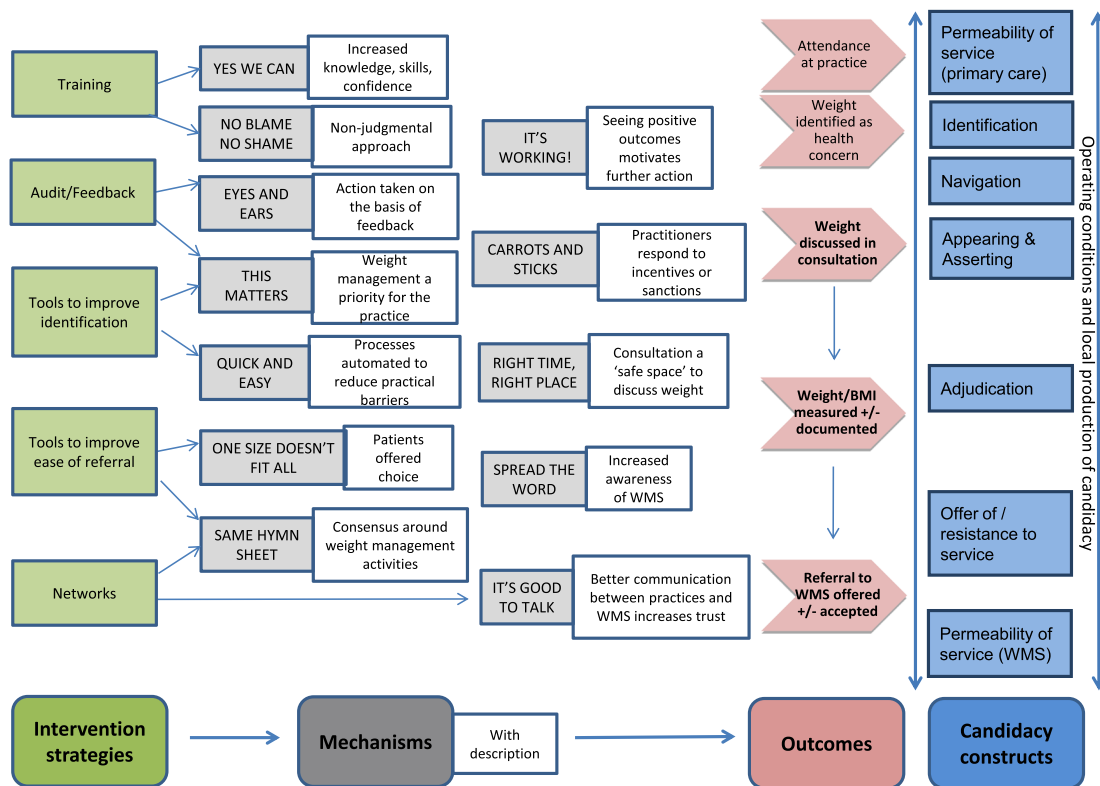 Training
Audit/Feedback
Tools to improve
identification
Tools to improve
ease of referral
Networks
YES WE CAN
Increased
knowledge, skills,
confidence
NO BLAME
NO SHAME
Non-judgmental
approach
EYES AND
EARS
Action taken on
the basis of
feedback
THIS
MATTERS
Weight
management a
priority for the
practice
QUICK AND
EASY
Processes
automated to
reduce practical
barriers
ONE SIZE DOESN’T
FIT ALL
Patients
offered
choice
SAME HYMN
SHEET
Consensus around
weight management
activities
IT’S
WORKING!
Seeing positive
outcomes
motivates
further action
CARROTS AND
STICKS
Practitioners
respond to
incentives or
sanctions
RIGHT TIME,
RIGHT PLACE
Consultation a
‘safe space’ to
discuss weight
SPREAD THE
WORD
Increased
awareness
of WMS
IT’S GOOD
TO TALK
Better communication
between practices and
WMS increases trust
Attendance
at practice
Weight
identified as
health
concern
Weight
discussed in
consultation
Weight/BMI
measured +/-
documented
Referral to
WMS offered
+/- accepted
Permeability of
service
(primary care)
Identification
Navigation
Appearing &
Asserting
Adjudication
Offer of /
resistance to
service
Permeability of
service (WMS)
Operating conditions and local production of candidacy
Intervention
strategies
Mechanisms
With
description
Outcomes
Candidacy
constructs